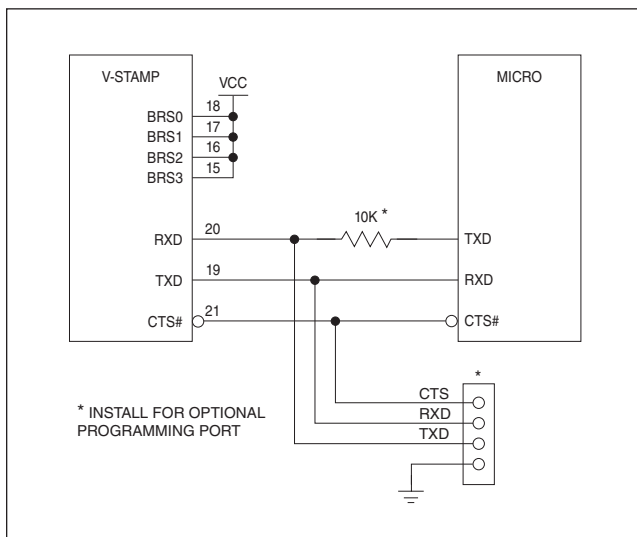 V-STAMP
MICRO
VCC
BRS0 18
BRS1 17
BRS2 16
BRS3 15
10K *
RXD 20 TXD
TXD 19 RXD
CTS# 21 CTS#
*
CTS
RXD
TXD
* INSTALL FOR OPTIONAL
PROGRAMMING PORT